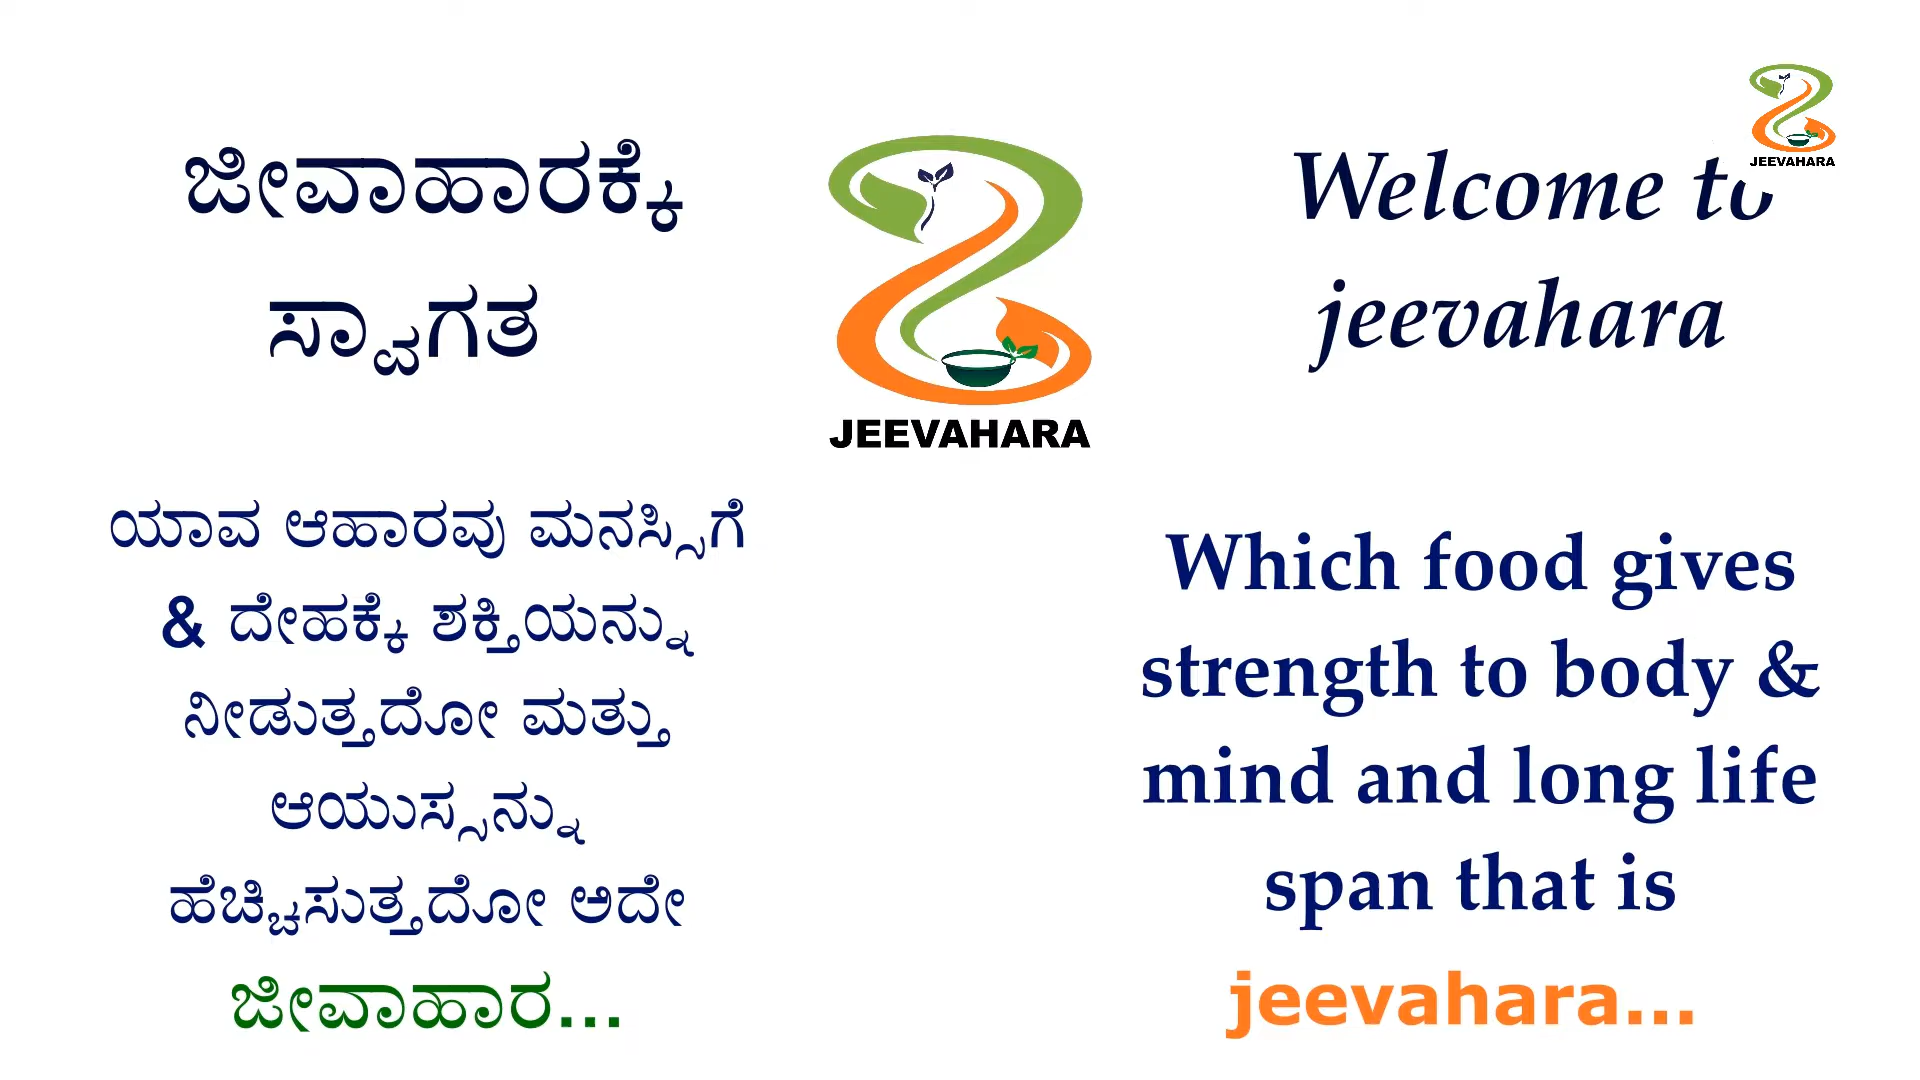 ಜೀವಾಹಾರಕ್ಕೆ
ಸ್ವಾಗತ
ಯಾವ ಆಹಾರವು ಮನಸ್ಸಿಗೆ
& ದೇಹಕ್ಕೆ ಶಕ್ತಿಯನ್ನು
ನೀಡುತ್ತದೋ ಮತ್ತು
ಆಯುಸ್ಸನ್ನು
ಹೆಚ್ಚಿಸುತ್ತದೋ ಅದೇ
ಜೀವಾಹಾರ...
JEEVAHARA
JEEVAHARA
Welcome to
jeevahara
Which food gives
strength to body &
mind and long life
span that is
jeevahara...